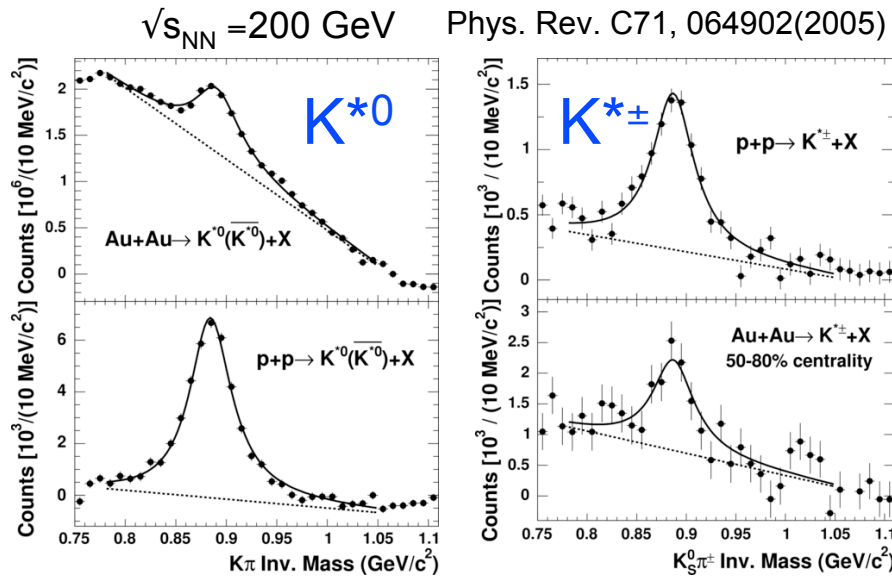 √s_NN =200 GeV Phys. Rev. C71, 064902(2005)
Counts [10^6/(10 MeV/c^2)]
2
1.5
1
0.5
0
K*0
Au+Au→ K*0(K̅*0)+X
Counts [10^3/(10 MeV/c^2)]
6
4
2
0
p+p→ K*0(K̅*0)+X
0.75 0.8 0.85 0.9 0.95 1 1.05 1.1
Kπ Inv. Mass (GeV/c^2)
Counts [10^3 / (10 MeV/c^2)]
1.5
1
0.5
0
K*±
p+p→ K*±+X
Counts [10^3 / (10 MeV/c^2)]
3
2.5
2
1.5
1
0.5
0
Au+Au→ K*±+X
50-80% centrality
0.75 0.8 0.85 0.9 0.95 1 1.05 1.1
K_S^0π± Inv. Mass (GeV/c^2)